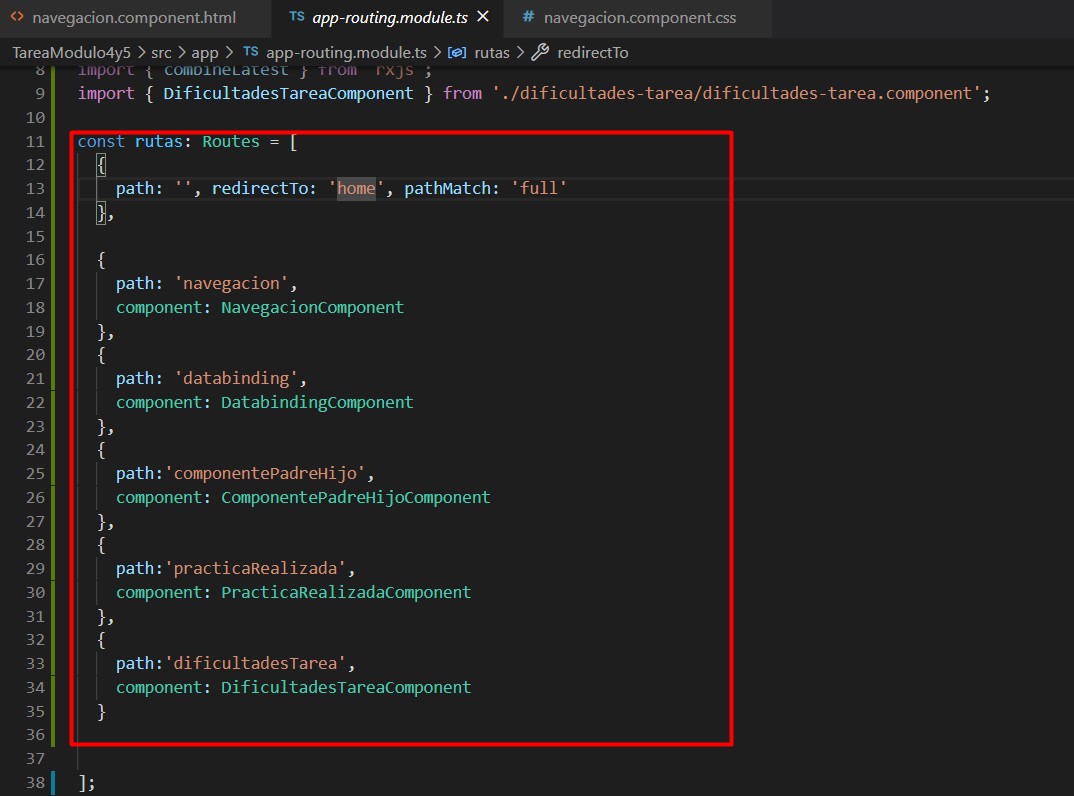 navegacion.component.html
TS app-routing.module.ts
# navegacion.component.css
TareaModulo4y5 > src > app > TS app-routing.module.ts > rutas > redirectTo
8 import { combineLatest } from 'rxjs';
9 import { DificultadesTareaComponent } from './dificultades-tarea/dificultades-tarea.component';
10
11 const rutas: Routes = [
12 {
13 path: '', redirectTo: 'home', pathMatch: 'full'
14 },
15
16 {
17 path: 'navegacion',
18 component: NavegacionComponent
19 },
20 {
21 path: 'databinding',
22 component: DatabindingComponent
23 },
24 {
25 path:'componentePadreHijo',
26 component: ComponentePadreHijoComponent
27 },
28 {
29 path:'practicaRealizada',
30 component: PracticaRealizadaComponent
31 },
32 {
33 path:'dificultadesTarea',
34 component: DificultadesTareaComponent
35 }
36
37
38 ];